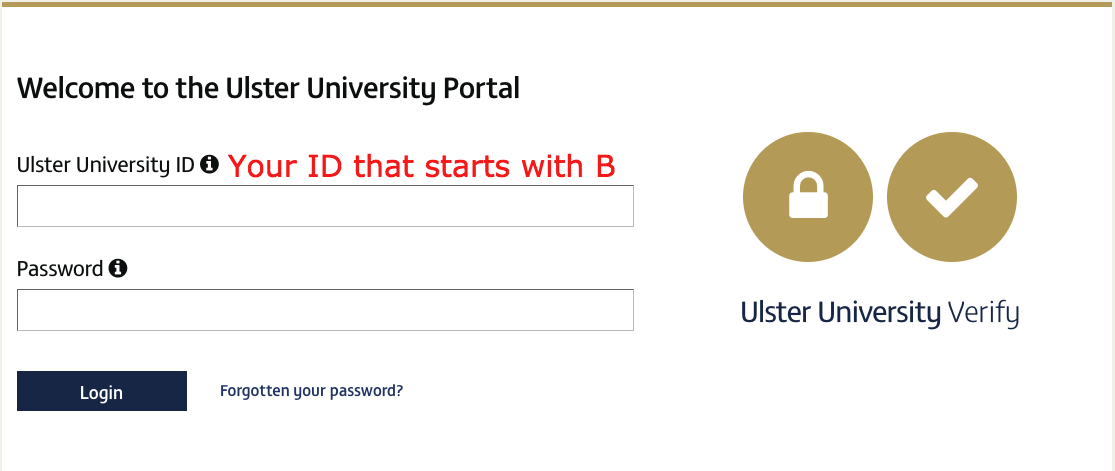 Welcome to the Ulster University Portal
Ulster University ID Your ID that starts with B
Password
Login Forgotten your password?
Ulster University Verify